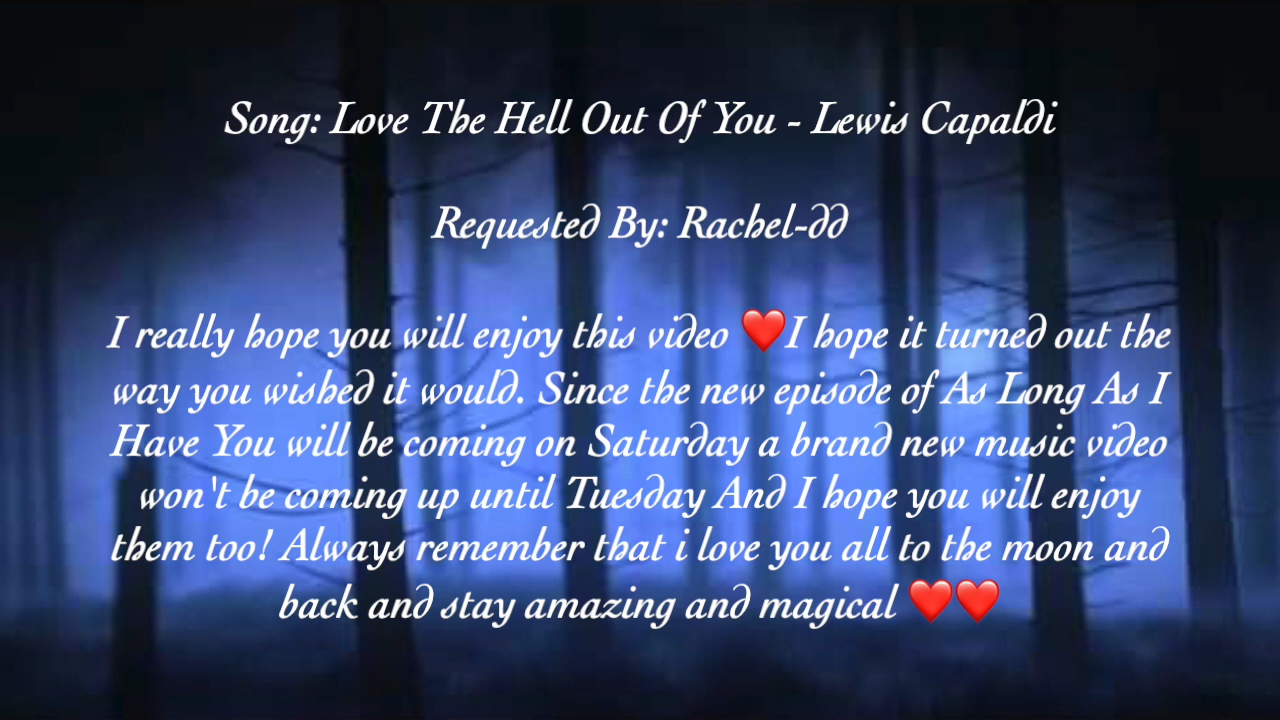 Song: Love The Hell Out Of You - Lewis Capaldi
Requested By: Rachel-dd
I really hope you will enjoy this video ❤️I hope it turned out the
way you wished it would. Since the new episode of As Long As I
Have You will be coming on Saturday a brand new music video
won't be coming up until Tuesday And I hope you will enjoy
them too! Always remember that i love you all to the moon and
back and stay amazing and magical ❤️❤️